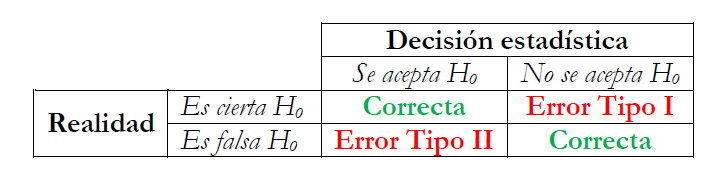 Decisión estadística
Se acepta H₀ No se acepta H₀
Realidad Es cierta H₀ Correcta Error Tipo I
Es falsa H₀ Error Tipo II Correcta